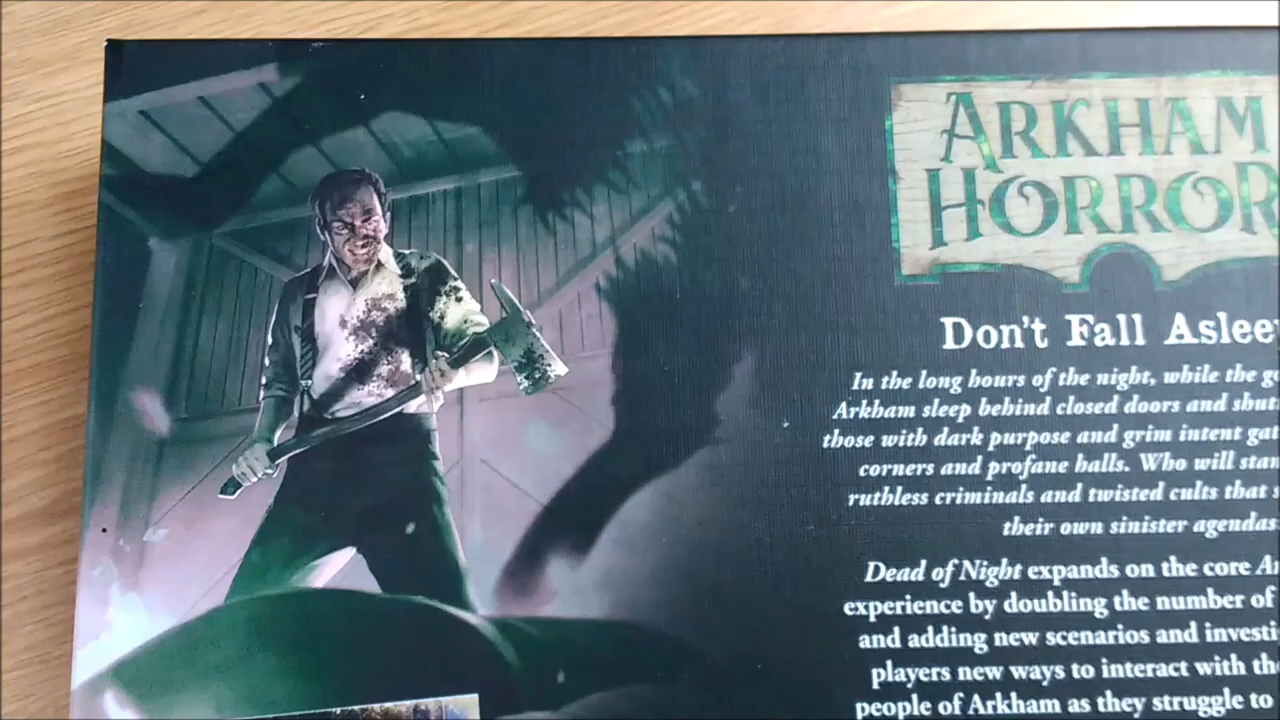 ARKHAM
HORROR
Don't Fall Aslee
In the long hours of the night, while the g
Arkham sleep behind closed doors and shut
those with dark purpose and grim intent gat
corners and profane halls. Who will stan
ruthless criminals and twisted cults that s
their own sinister agendas
Dead of Night expands on the core A
experience by doubling the number of
and adding new scenarios and investi
players new ways to interact with the
people of Arkham as they struggle to